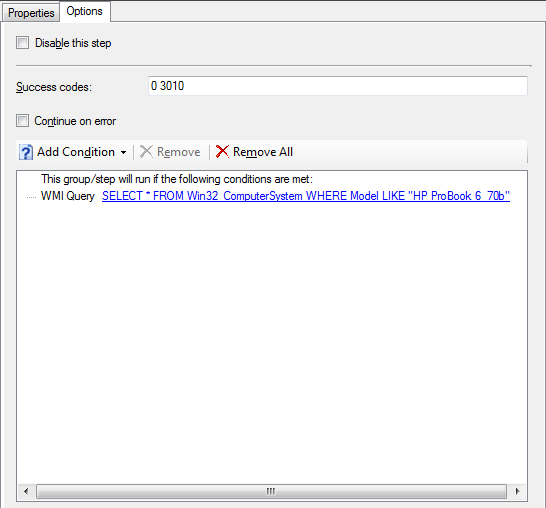 Properties
Options
Disable this step
Success codes:
0 3010
Continue on error
Add Condition
Remove
Remove All
This group/step will run if the following conditions are met:
WMI Query SELECT * FROM Win32_ComputerSystem WHERE Model LIKE "HP ProBook 6_70b"